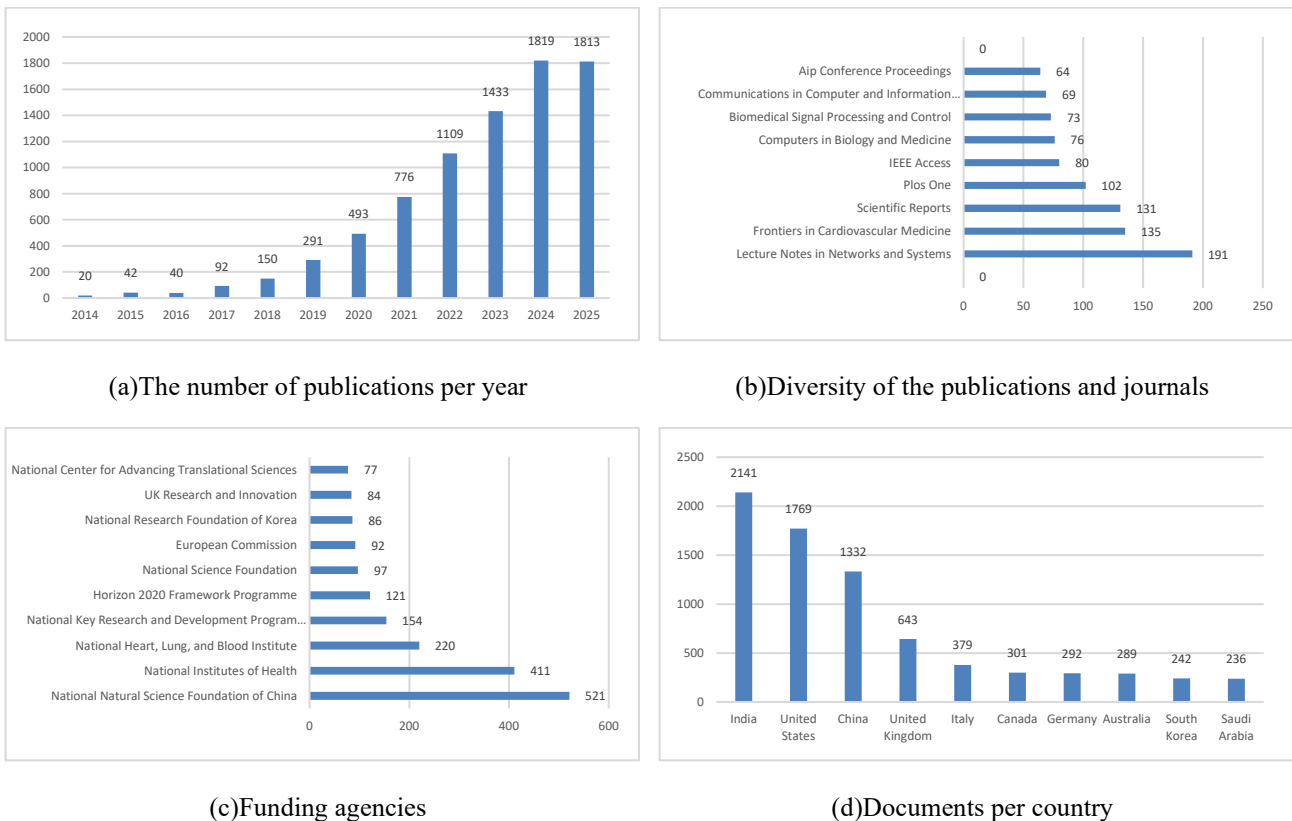 2000
1800
1600
1400
1200
1000
800
600
400
200
0
20
42
40
92
150
291
493
776
1109
1433
1819
1813
2014 2015 2016 2017 2018 2019 2020 2021 2022 2023 2024 2025
(a)The number of publications per year
0
Aip Conference Proceedings 64
Communications in Computer and Information… 69
Biomedical Signal Processing and Control 73
Computers in Biology and Medicine 76
IEEE Access 80
Plos One 102
Scientific Reports 131
Frontiers in Cardiovascular Medicine 135
Lecture Notes in Networks and Systems 191
0
0 50 100 150 200 250
(b)Diversity of the publications and journals
National Center for Advancing Translational Sciences 77
UK Research and Innovation 84
National Research Foundation of Korea 86
European Commission 92
National Science Foundation 97
Horizon 2020 Framework Programme 121
National Key Research and Development Program… 154
National Heart, Lung, and Blood Institute 220
National Institutes of Health 411
National Natural Science Foundation of China 521
0 200 400 600
(c)Funding agencies
2500
2000
1500
1000
500
0
2141
1769
1332
643
379
301
292
289
242
236
India United China United Italy Canada Germany Australia South Saudi
States Kingdom Korea Arabia
(d)Documents per country